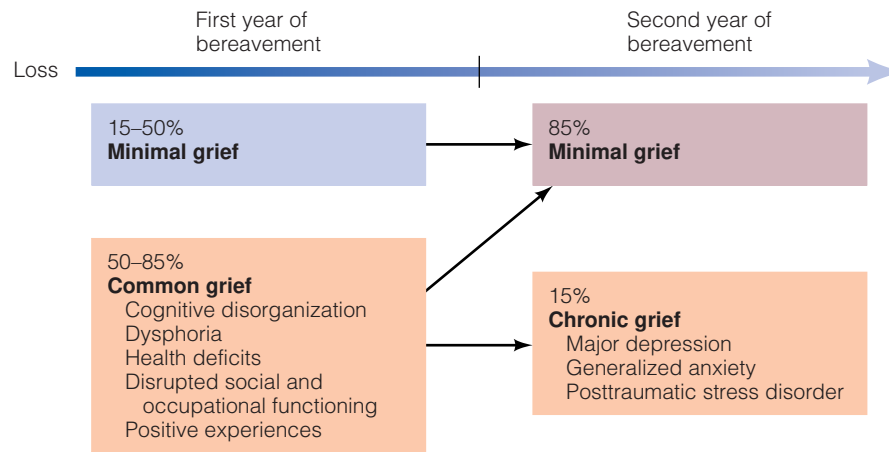 First year of
bereavement
Second year of
bereavement
Loss
15–50%
Minimal grief
85%
Minimal grief
50–85%
Common grief
Cognitive disorganization
Dysphoria
Health deficits
Disrupted social and
occupational functioning
Positive experiences
15%
Chronic grief
Major depression
Generalized anxiety
Posttraumatic stress disorder